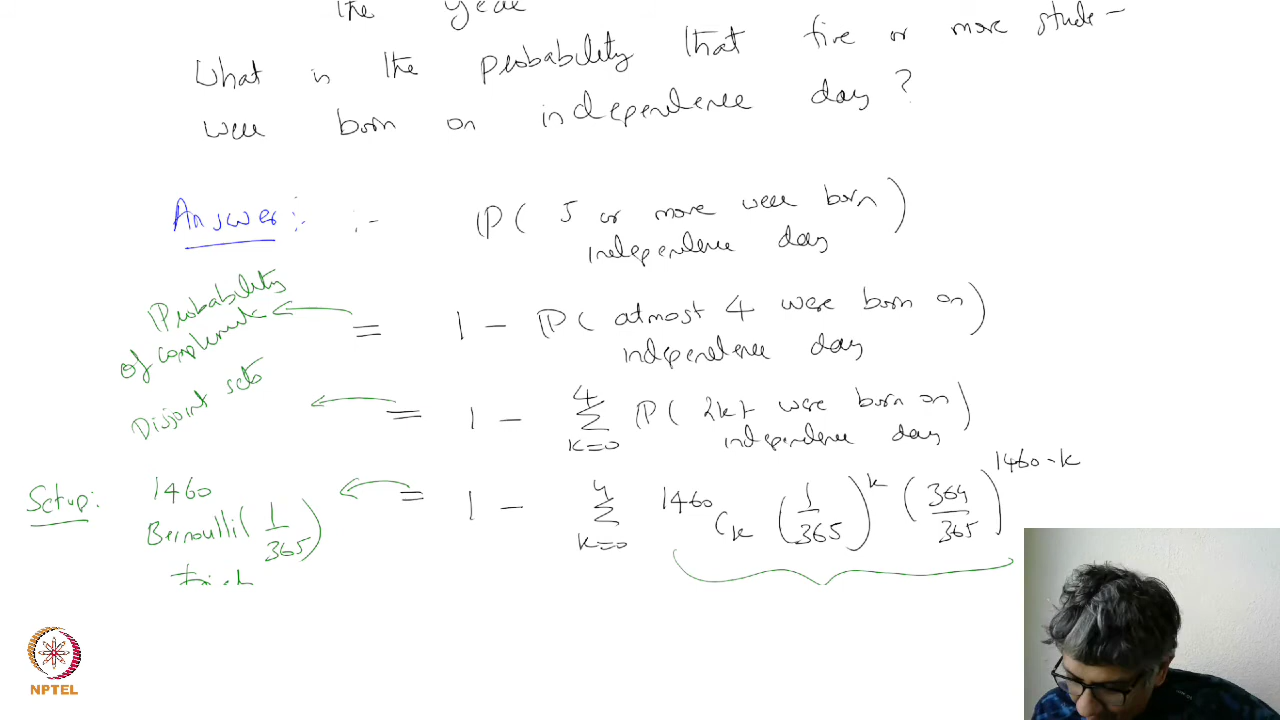 the year
What is the probability that five or more stude-
were born on independence day ?
Answer :- P( 5 or more were born
independence day )
Probability
of complement
= 1 - P( atmost 4 were born on
independence day )
Disjoint sets
= 1 - 4 Σ k=0 P( {k} were born on
independence day )
Setup: 1460
Bernoulli( 1/365 )
= 1 - 4 Σ k=0 1460 C k ( 1/365 )^k ( 364/365 )^1460-k
NPTEL